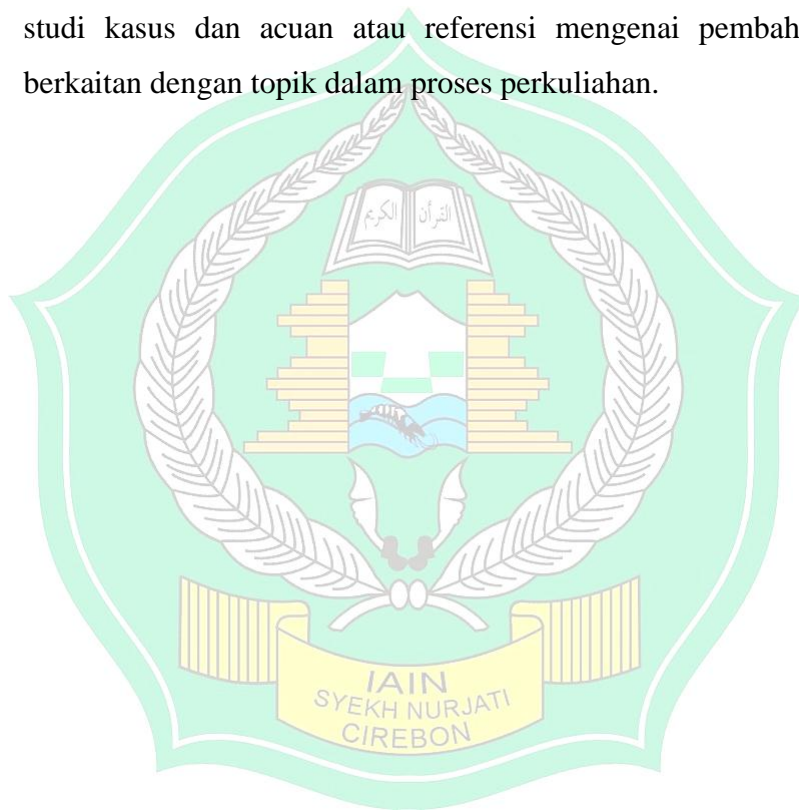 studi kasus dan acuan atau referensi mengenai pembah
berkaitan dengan topik dalam proses perkuliahan.
القرآن الكريم
IAIN
SYEKH NURJATI
CIREBON